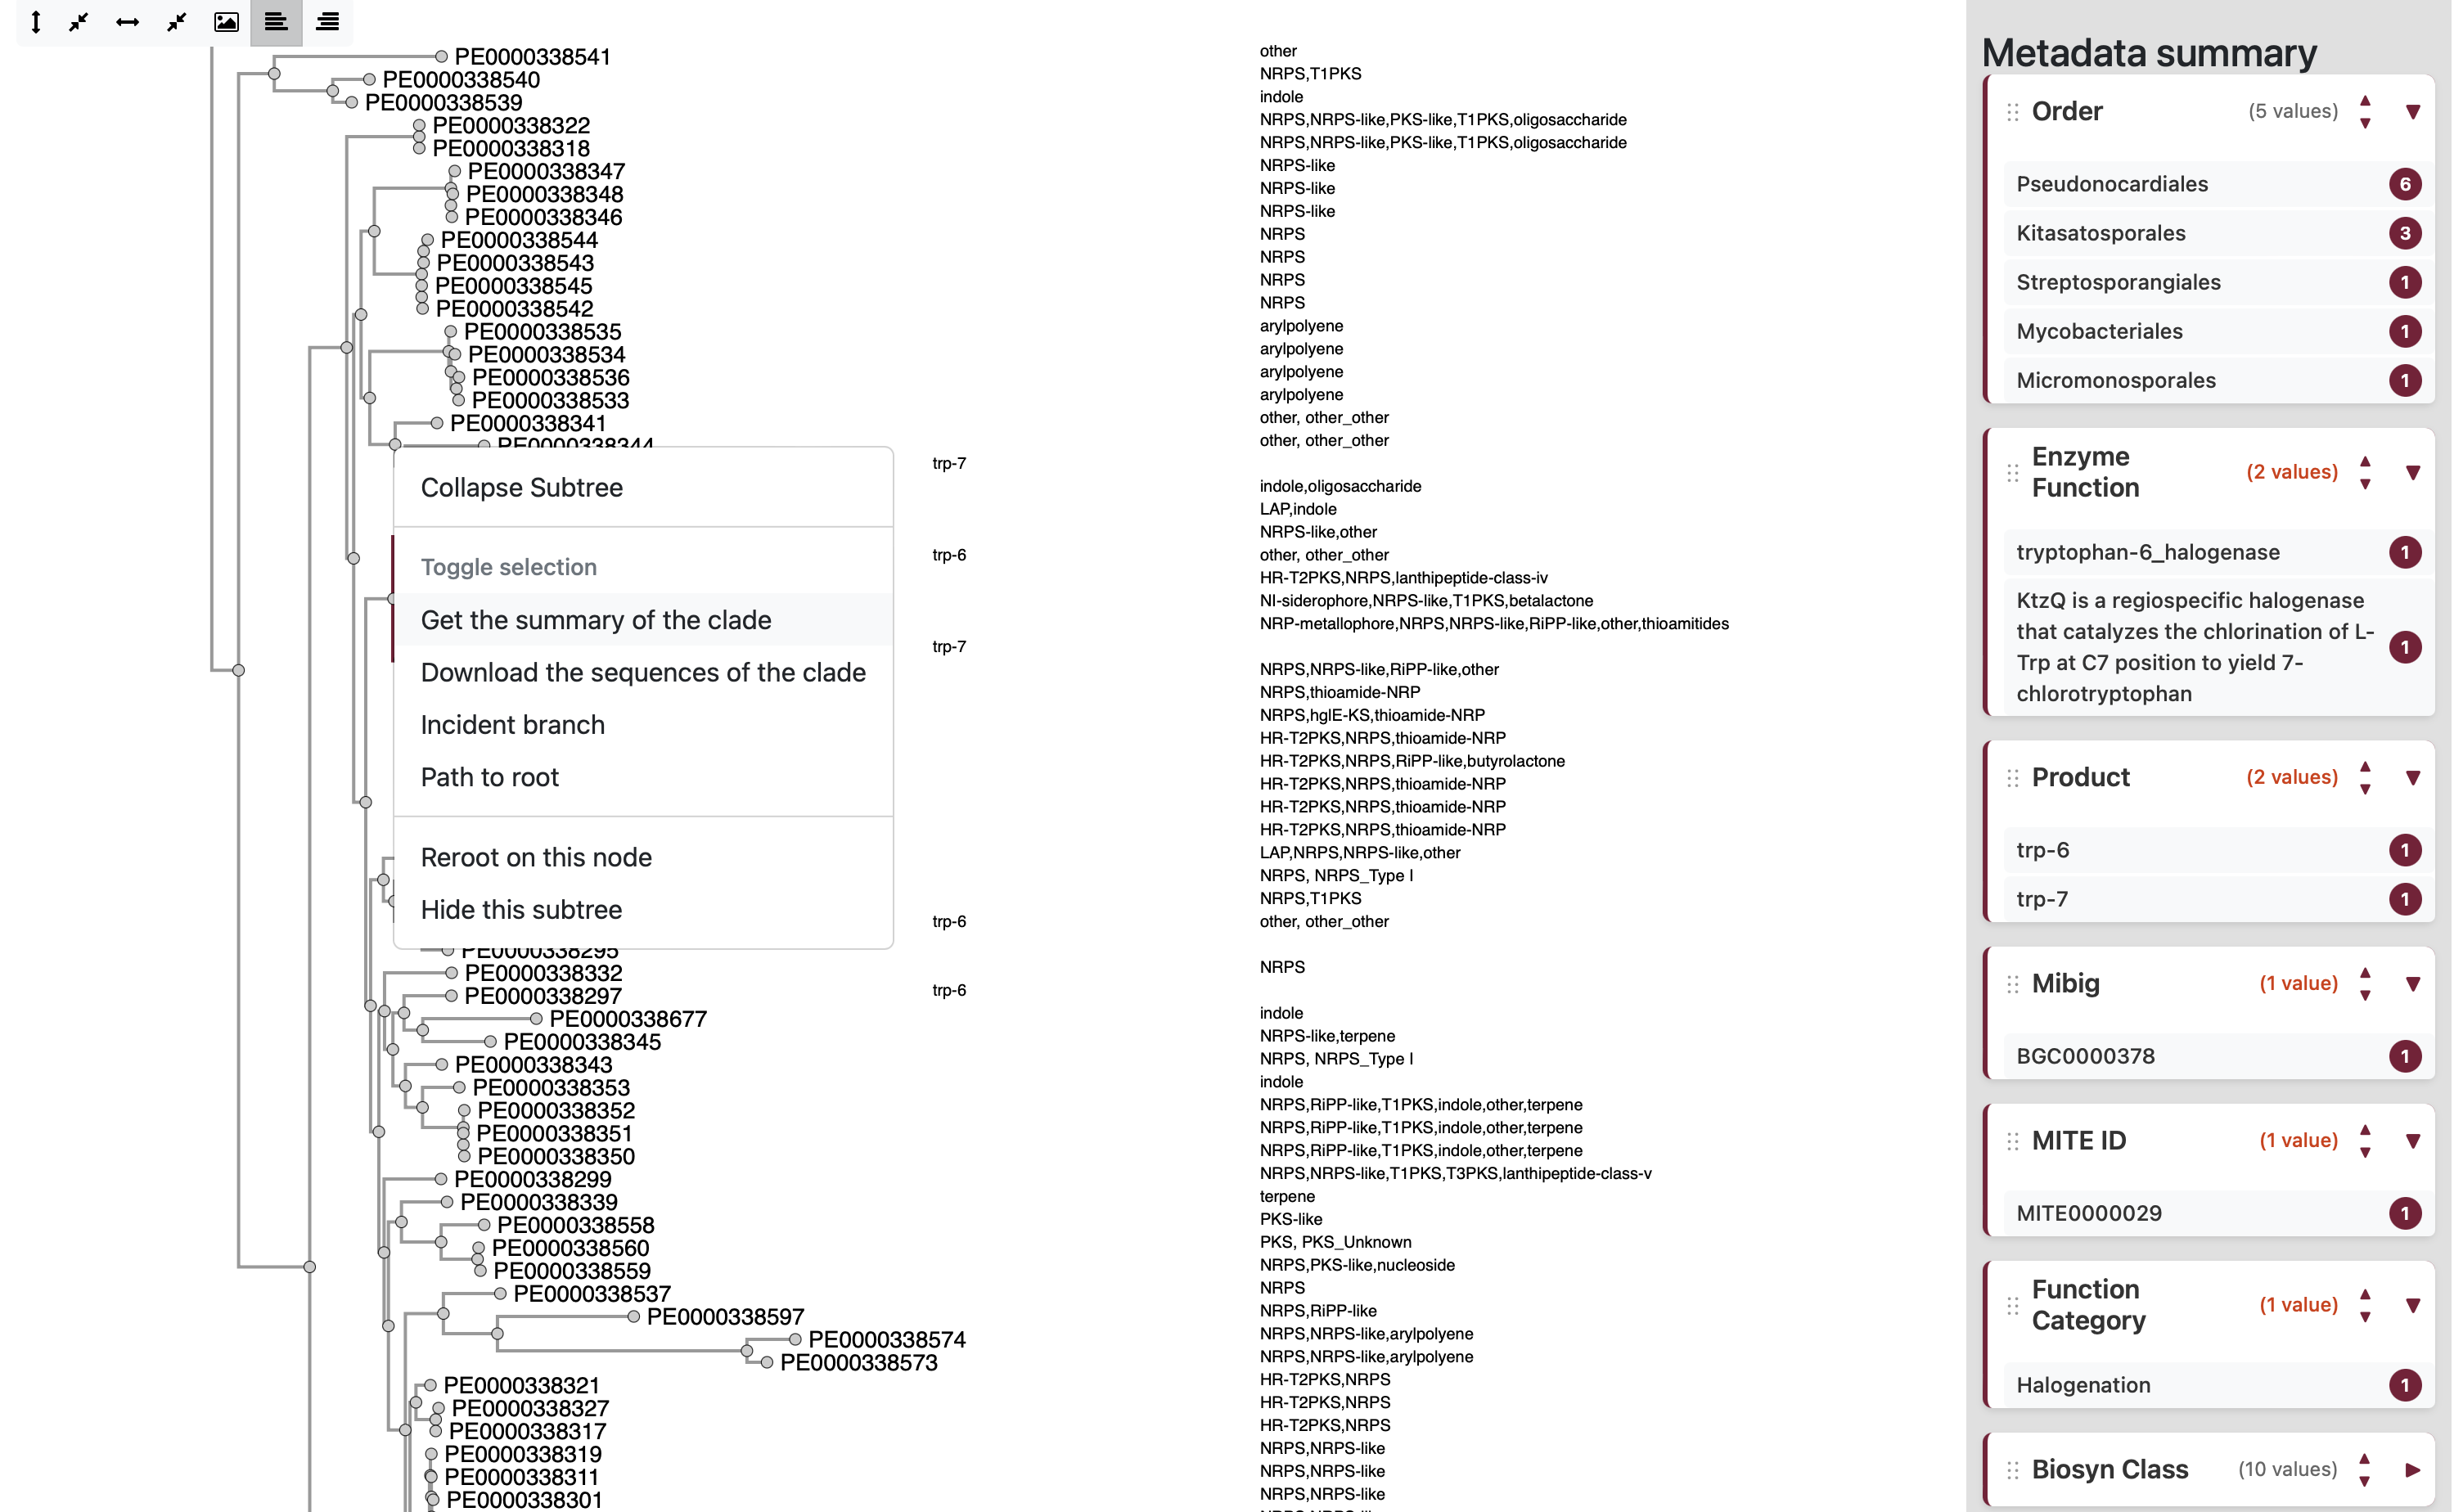 PE0000338541 other
PE0000338540 NRPS,T1PKS
PE0000338539 indole
PE0000338322 NRPS,NRPS-like,PKS-like,T1PKS,oligosaccharide
PE0000338318 NRPS,NRPS-like,PKS-like,T1PKS,oligosaccharide
PE0000338347 NRPS-like
PE0000338348 NRPS-like
PE0000338346 NRPS-like
PE0000338544 NRPS
PE0000338543 NRPS
PE0000338545 NRPS
PE0000338542 NRPS
PE0000338535 arylpolyene
PE0000338534 arylpolyene
PE0000338536 arylpolyene
PE0000338533 arylpolyene
PE0000338341 other, other_other
PE0000338344 other, other_other
trp-7
indole,oligosaccharide
LAP,indole
NRPS-like,other
trp-6 other, other_other
HR-T2PKS,NRPS,lanthipeptide-class-iv
NI-siderophore,NRPS-like,T1PKS,betalactone
NRP-metallophore,NRPS,NRPS-like,RiPP-like,other,thioamitides
trp-7
NRPS,NRPS-like,RiPP-like,other
NRPS,thioamide-NRP
NRPS,hglE-KS,thioamide-NRP
HR-T2PKS,NRPS,thioamide-NRP
HR-T2PKS,NRPS,RiPP-like,butyrolactone
HR-T2PKS,NRPS,thioamide-NRP
HR-T2PKS,NRPS,thioamide-NRP
HR-T2PKS,NRPS,thioamide-NRP
LAP,NRPS,NRPS-like,other
NRPS, NRPS_Type I
NRPS,T1PKS
trp-6 other, other_other
PE0000338295
PE0000338332 NRPS
PE0000338297 trp-6
PE0000338677 indole
PE0000338345 NRPS-like,terpene
PE0000338343 NRPS, NRPS_Type I
PE0000338353 indole
PE0000338352 NRPS,RiPP-like,T1PKS,indole,other,terpene
PE0000338351 NRPS,RiPP-like,T1PKS,indole,other,terpene
PE0000338350 NRPS,RiPP-like,T1PKS,indole,other,terpene
PE0000338299 NRPS,NRPS-like,T1PKS,T3PKS,lanthipeptide-class-v
PE0000338339 terpene
PE0000338558 PKS-like
PE0000338560 PKS, PKS_Unknown
PE0000338559 NRPS,PKS-like,nucleoside
PE0000338537 NRPS
PE0000338597 NRPS,RiPP-like
PE0000338574 NRPS,NRPS-like,arylpolyene
PE0000338573 NRPS,NRPS-like,arylpolyene
PE0000338321 HR-T2PKS,NRPS
PE0000338327 HR-T2PKS,NRPS
PE0000338317 HR-T2PKS,NRPS
PE0000338319 NRPS,NRPS-like
PE0000338311 NRPS,NRPS-like
PE0000338301 NRPS,NRPS-like
Collapse Subtree
Toggle selection
Get the summary of the clade
Download the sequences of the clade
Incident branch
Path to root
Reroot on this node
Hide this subtree
Metadata summary
Order (5 values)
Pseudonocardiales 6
Kitasatosporales 3
Streptosporangiales 1
Mycobacteriales 1
Micromonosporales 1
Enzyme
Function (2 values)
tryptophan-6_halogenase 1
KtzQ is a regiospecific halogenase
that catalyzes the chlorination of L-
Trp at C7 position to yield 7-
chlorotryptophan 1
Product (2 values)
trp-6 1
trp-7 1
Mibig (1 value)
BGC0000378 1
MITE ID (1 value)
MITE0000029 1
Function
Category (1 value)
Halogenation 1
Biosyn Class (10 values)